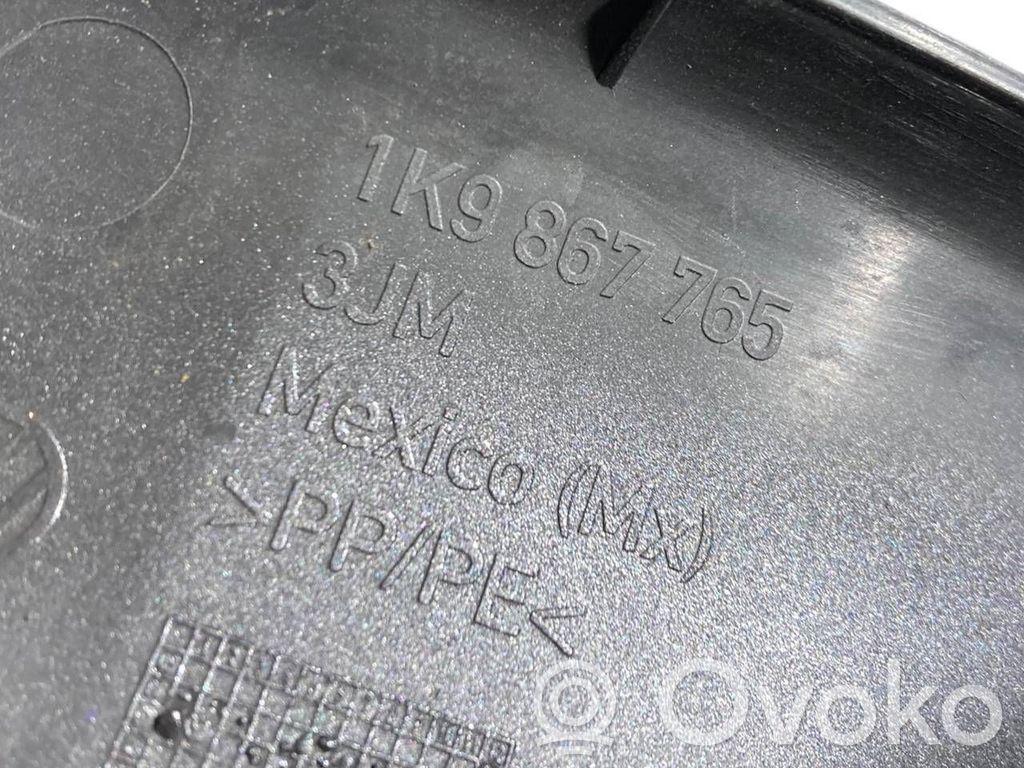 1K9 867 765
3JM
Mexico (MX)
>PP/PE<
© Ovoko